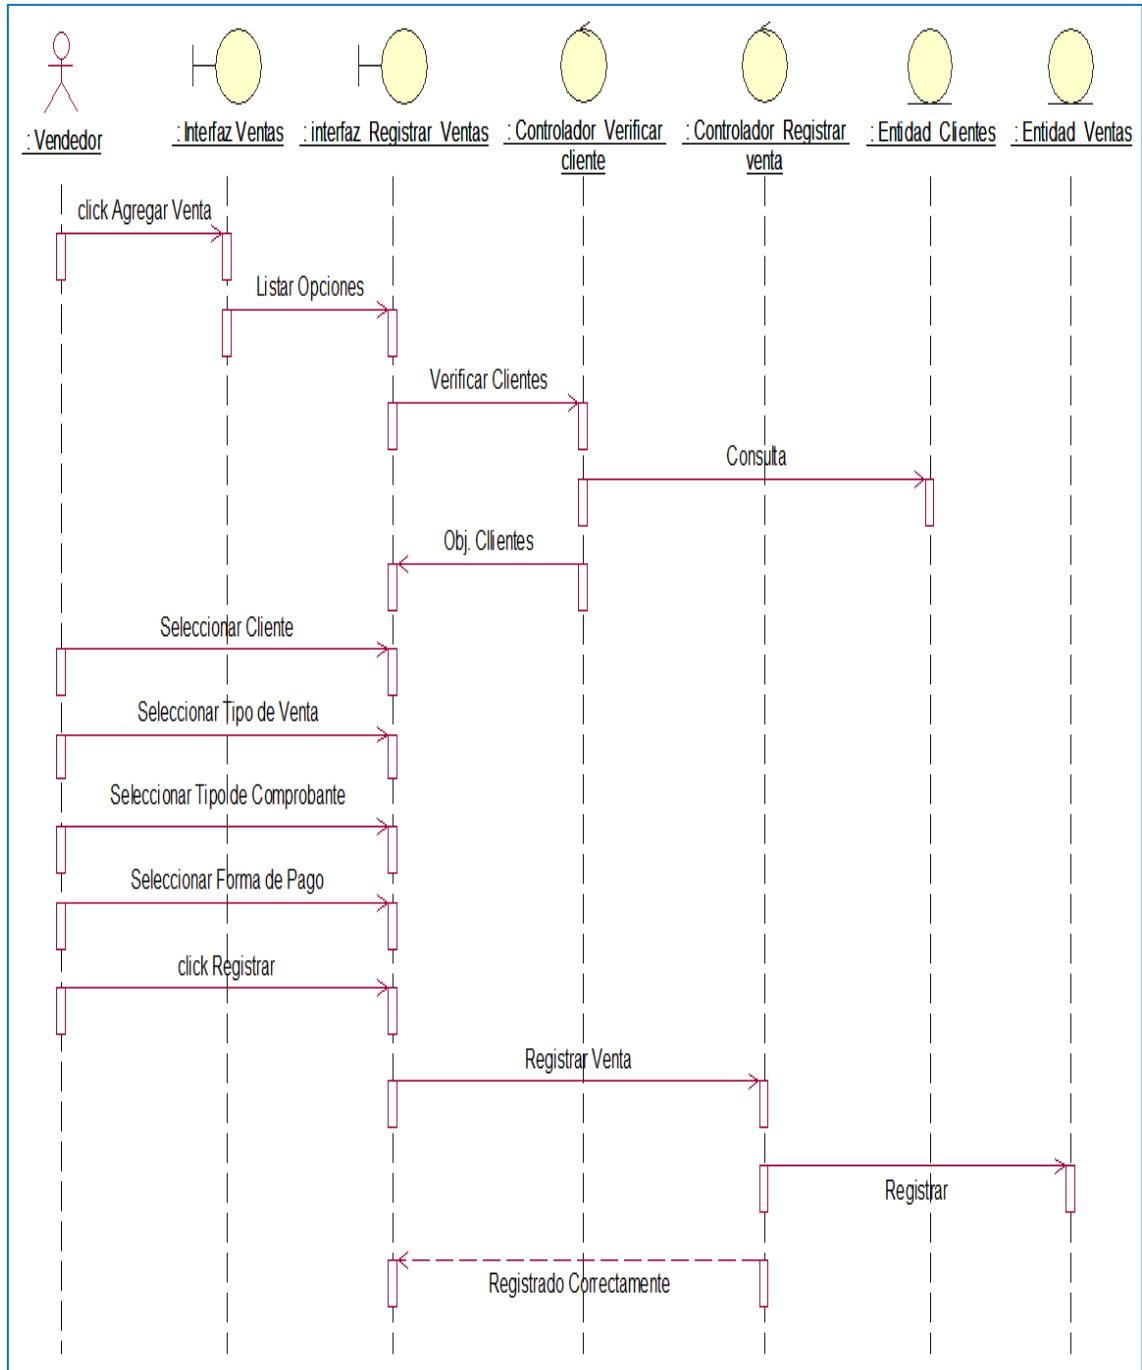 : Vendedor
: Interfaz Ventas
: interfaz Registrar Ventas
: Controlador Verificar
cliente
: Controlador Registrar
venta
: Entidad Clientes
: Entidad Ventas
click Agregar Venta
Listar Opciones
Verificar Clientes
Consulta
Obj. Cllientes
Seleccionar Cliente
Seleccionar Tipo de Venta
Seleccionar Tipo de Comprobante
Seleccionar Forma de Pago
click Registrar
Registrar Venta
Registrar
Registrado Correctamente